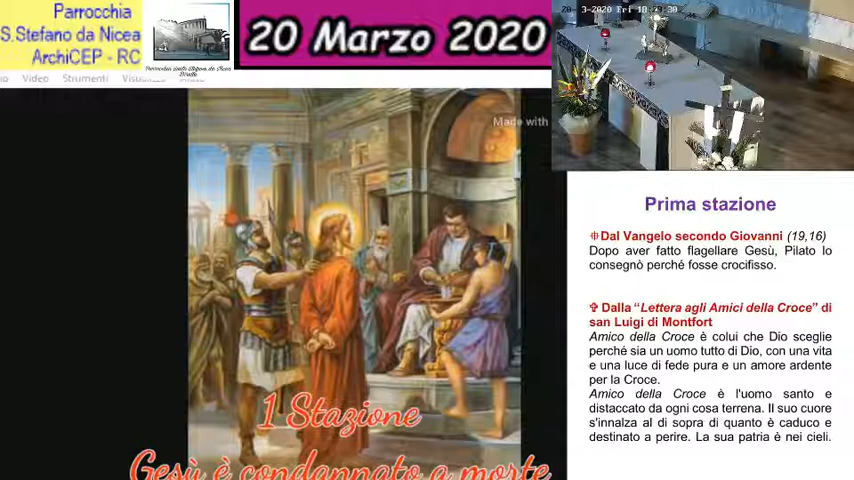 Parrocchia
S.Stefano da Nicea
ArchiCEP - RC
20 Marzo 2020
Video Strumenti
Made with
1 Stazione
Gesù è condannato a morte
Prima stazione
Dal Vangelo secondo Giovanni (19,16)
Dopo aver fatto flagellare Gesù, Pilato lo
consegnò perché fosse crocifisso.
Dalla “Lettera agli Amici della Croce” di
san Luigi di Montfort
Amico della Croce è colui che Dio sceglie
perché sia un uomo tutto di Dio, con una vita
e una luce di fede pura e un amore ardente
per la Croce.
Amico della Croce è l'uomo santo e
distaccato da ogni cosa terrena. Il suo cuore
s'innalza al di sopra di quanto è caduco e
destinato a perire. La sua patria è nei cieli.